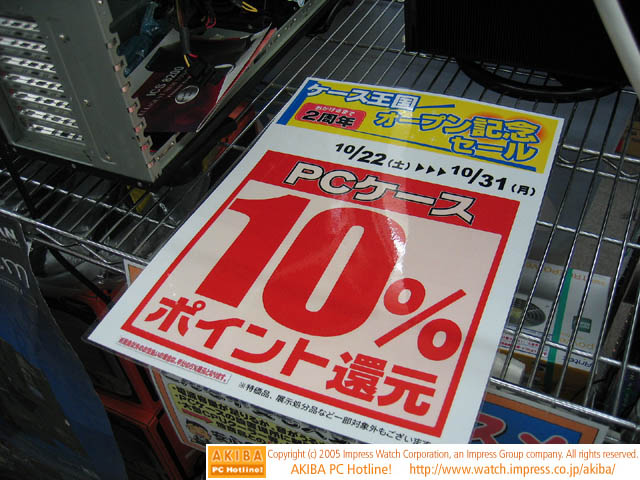 ケース王国
おかげさまで
2周年
オープン記念
セール
10/22(土)▶▶▶10/31(月)
PCケース
10%
ポイント還元
※特価品、展示処分品など一部対象外もございます
AKIBA
PC Hotline!
Copyright (c) 2005 Impress Watch Corporation, an Impress Group company. All rights reserved.
AKIBA PC Hotline! http://www.watch.impress.co.jp/akiba/